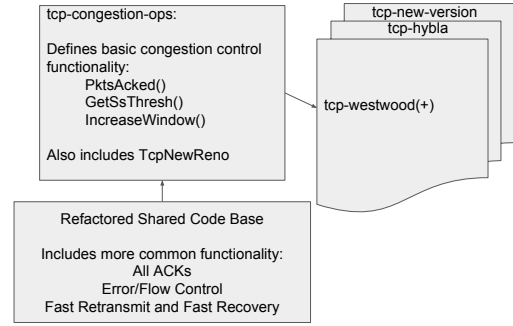 tcp-congestion-ops:
Defines basic congestion control
functionality:
PktsAcked()
GetSsThresh()
IncreaseWindow()
Also includes TcpNewReno
tcp-new-version
tcp-hybla
tcp-westwood(+)
Refactored Shared Code Base
Includes more common functionality:
All ACKs
Error/Flow Control
Fast Retransmit and Fast Recovery